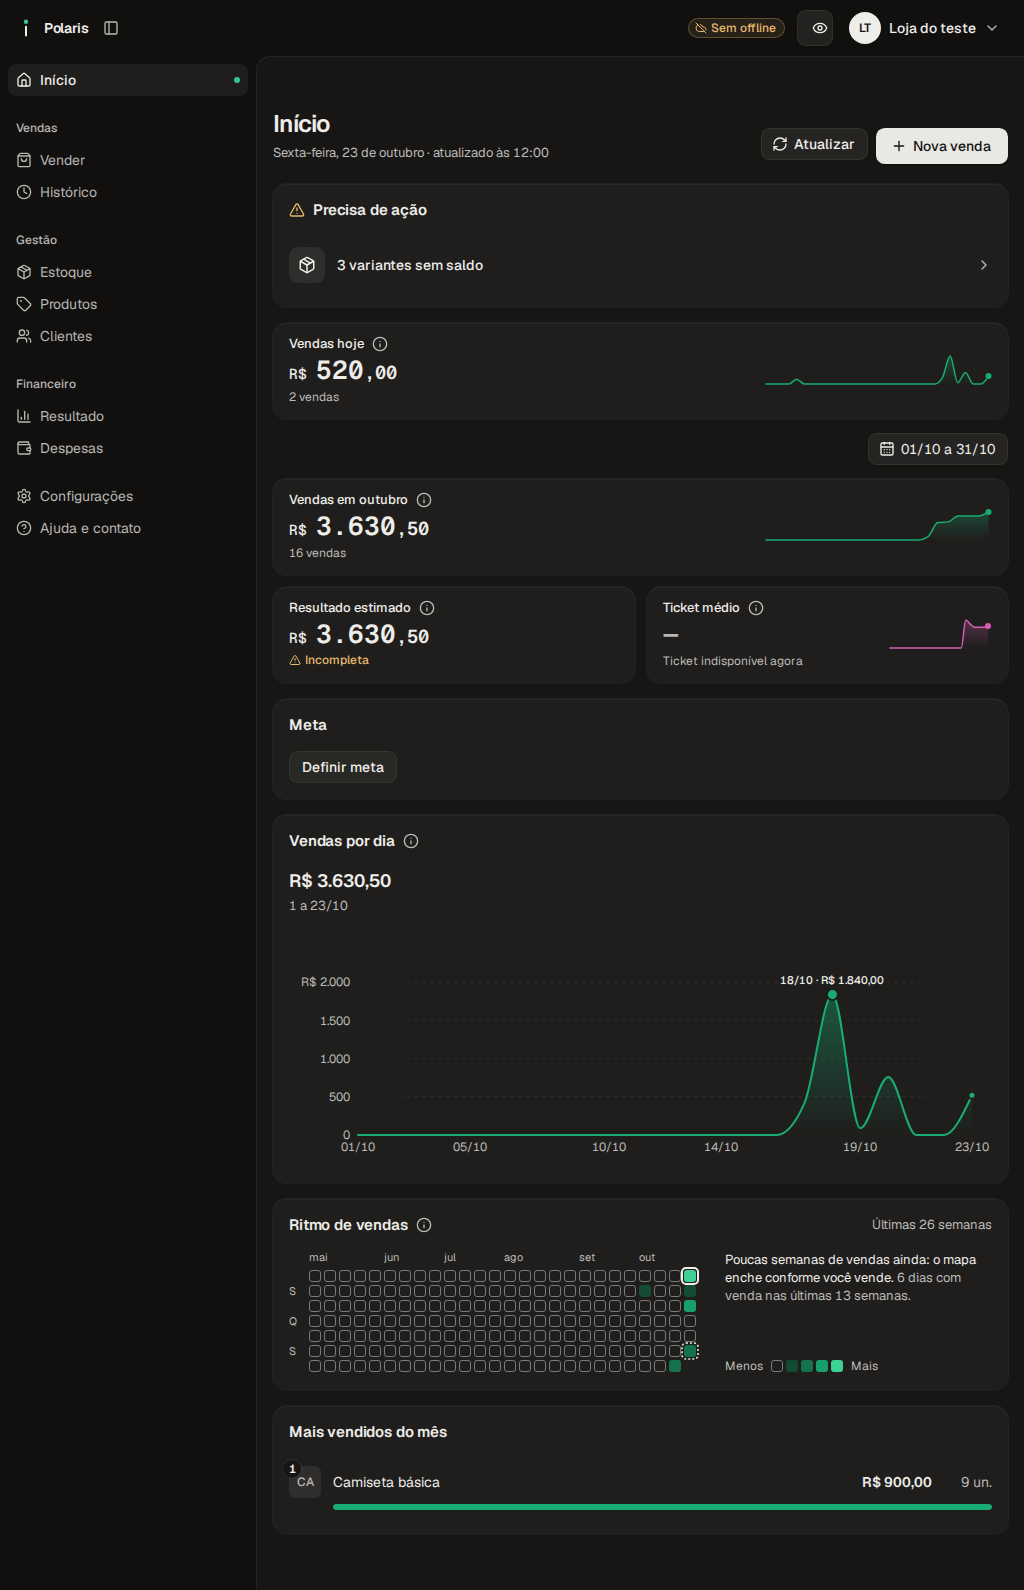 Polaris
Sem offline
LT
Loja do teste
Início
Vendas
Vender
Histórico
Gestão
Estoque
Produtos
Clientes
Financeiro
Resultado
Despesas
Configurações
Ajuda e contato
Início
Sexta-feira, 23 de outubro · atualizado às 12:00
Atualizar
Nova venda
Precisa de ação
3 variantes sem saldo
Vendas hoje
R$ 520,00
2 vendas
01/10 a 31/10
Vendas em outubro
R$ 3.630,50
16 vendas
Resultado estimado
R$ 3.630,50
Incompleta
Ticket médio
—
Ticket indisponível agora
Meta
Definir meta
Vendas por dia
R$ 3.630,50
1 a 23/10
18/10 · R$ 1.840,00
R$ 2.000
1.500
1.000
500
0
01/10 05/10 10/10 14/10 19/10 23/10
Ritmo de vendas
Últimas 26 semanas
mai jun jul ago set out
S
Q
S
Poucas semanas de vendas ainda: o mapa
enche conforme você vende. 6 dias com
venda nas últimas 13 semanas.
Menos Mais
Mais vendidos do mês
1
CA
Camiseta básica R$ 900,00 9 un.